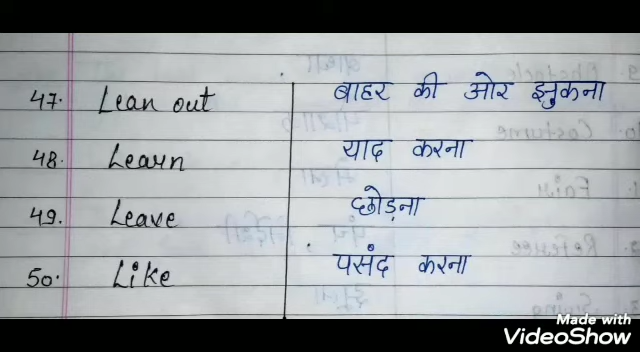 47. Lean out बाहर की ओर झुकना
48. Learn याद करना
49. Leave छोड़ना
50. Like पसंद करना
Made with
VideoShow